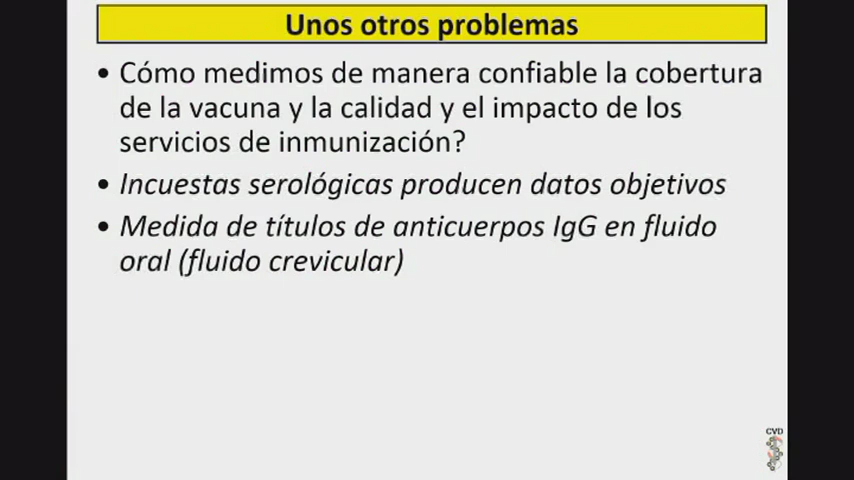 Unos otros problemas
• Cómo medimos de manera confiable la cobertura
de la vacuna y la calidad y el impacto de los
servicios de inmunización?
• Incuestas serológicas producen datos objetivos
• Medida de títulos de anticuerpos IgG en fluido
oral (fluido crevicular)
CVD